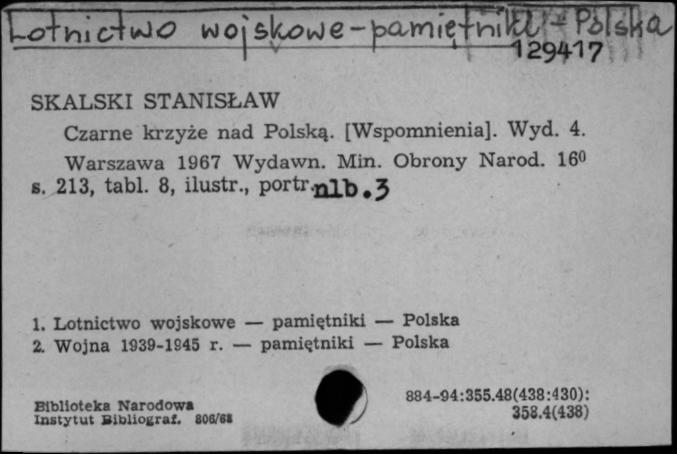 Lotnictwo wojskowe-pamiętniki - Polska
129417
SKALSKI STANISŁAW
Czarne krzyże nad Polską. [Wspomnienia]. Wyd. 4.
Warszawa 1967 Wydawn. Min. Obrony Narod. 16⁰
s. 213, tabl. 8, ilustr., portr. nlb.3
1. Lotnictwo wojskowe — pamiętniki — Polska
2. Wojna 1939-1945 r. — pamiętniki — Polska
884-94:355.48(438:430):
358.4(438)
Biblioteka Narodowa
Instytut Bibliograf. 806/68